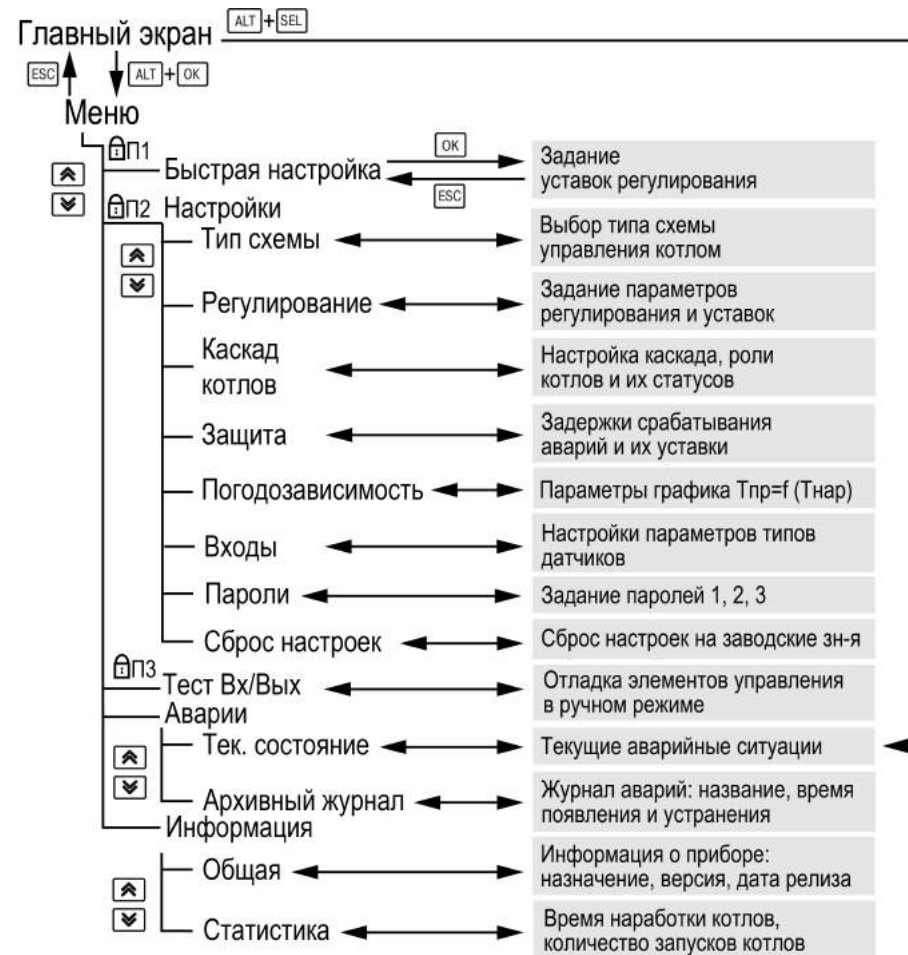 Главный экран ALT + SEL
ESC ALT + OK
Меню
П1
Быстрая настройка OK ESC
Задание
уставок регулирования
П2 Настройки
Тип схемы
Выбор типа схемы
управления котлом
Регулирование
Задание параметров
регулирования и уставок
Каскад
котлов
Настройка каскада, роли
котлов и их статусов
Защита
Задержки срабатывания
аварий и их уставки
Погодозависимость
Параметры графика Тпр=f (Тнар)
Входы
Настройки параметров типов
датчиков
Пароли
Задание паролей 1, 2, 3
Сброс настроек
Сброс настроек на заводские зн-я
П3
Тест Вх/Вых
Отладка элементов управления
в ручном режиме
Аварии
Тек. состояние
Текущие аварийные ситуации
Архивный журнал
Журнал аварий: название, время
появления и устранения
Информация
Общая
Информация о приборе:
назначение, версия, дата релиза
Статистика
Время наработки котлов,
количество запусков котлов